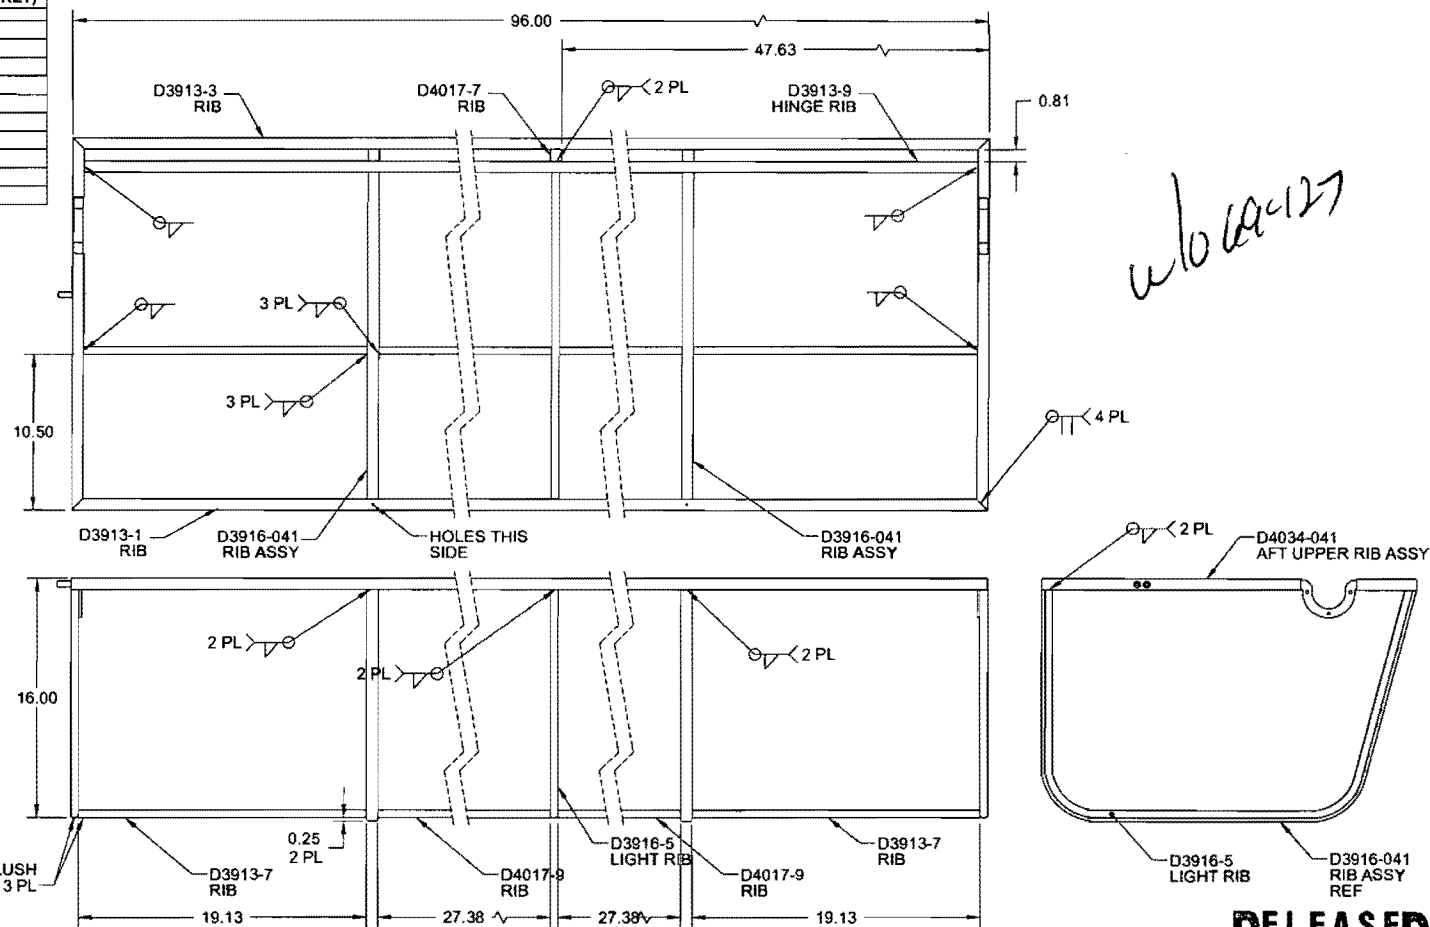 96.00
47.63
D3913-3
RIB
D4017-7
RIB
2 PL
D3913-9
HINGE RIB
0.81
3 PL
3 PL
10.50
4 PL
D3913-1
RIB
D3916-041
RIB ASSY
HOLES THIS
SIDE
D3916-041
RIB ASSY
2 PL
D4034-041
AFT UPPER RIB ASSY
2 PL
2 PL
2 PL
16.00
0.25
2 PL
D3916-5
LIGHT RIB
D3913-7
RIB
3 PL
D3913-7
RIB
D4017-9
RIB
D4017-9
RIB
D3916-5
LIGHT RIB
D3916-041
RIB ASSY
REF
19.13
27.38
27.38
19.13
RELEASED